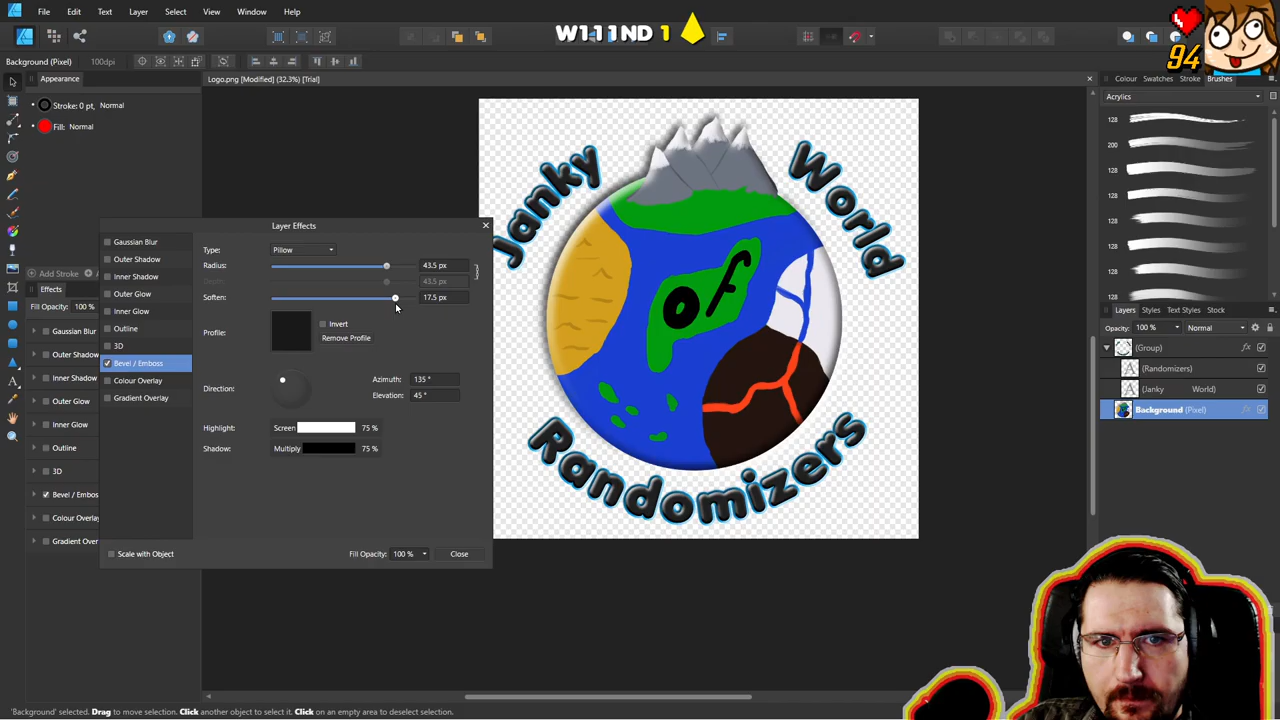 File Edit Text Layer Select View Window Help
W111ND 1
94
Background (Pixel) 100dpi
Appearance
Logo.png [Modified] (32.3%) [Trial]
Stroke: 0 pt, Normal
Fill: Normal
Colour Swatches Stroke Brushes
Acrylics
128
200
128
128
128
128
128
128
Janky World
of
Randomizers
Add Stroke
Effects
Fill Opacity: 100 %
Gaussian Blur
Outer Shadow
Inner Shadow
Outer Glow
Inner Glow
Outline
3D
Bevel / Embos
Colour Overlay
Gradient Overlay
Layer Effects
Gaussian Blur
Outer Shadow
Inner Shadow
Outer Glow
Inner Glow
Outline
3D
Bevel / Emboss
Colour Overlay
Gradient Overlay
Type: Pillow
Radius: 43.5 px
Depth: 43.5 px
Soften: 17.5 px
Profile: Invert
Remove Profile
Direction: Azimuth: 135 °
Elevation: 45 °
Highlight: Screen 75 %
Shadow: Multiply 75 %
Scale with Object
Fill Opacity: 100 % Close
Layers Styles Text Styles Stock
Opacity: 100 % Normal
(Group)
(Randomizers)
(Janky World)
Background (Pixel)
'Background' selected. Drag to move selection. Click another object to select it. Click on an empty area to deselect selection.